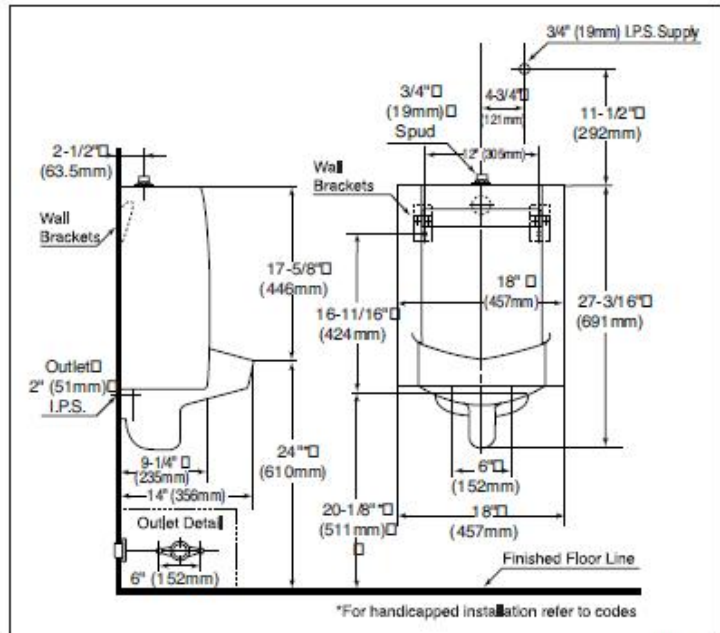 3/4" (19mm) I.P.S. Supply
3/4"□
(19mm)□
Spud
4-3/4"□
(121mm)
11-1/2"□
(292mm)
2-1/2"□
(63.5mm)
12" (305mm)
Wall
Brackets
Wall
Brackets
17-5/8"□
(446mm)
18" □
(457mm)
27-3/16"□
(691mm)
16-11/16"□
(424mm)
Outlet□
2" (51mm)□
I.P.S.
24"*□
(610mm)
9-1/4" □
(235mm)
14" (356mm)
6"□
(152mm)
20-1/8"*□
(511mm)□
□
18"□
(457mm)
Outlet Detail
6" (152mm)
Finished Floor Line
*For handicapped installation refer to codes